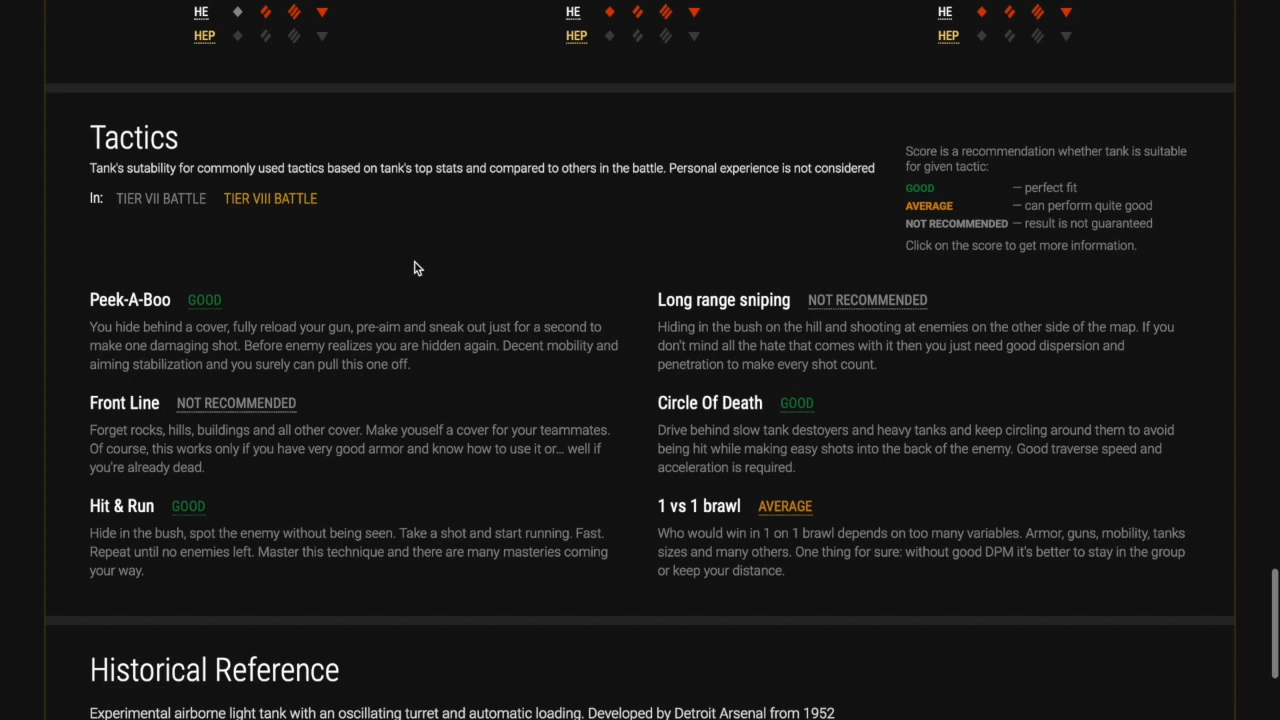 HE
HE
HE
HEP
HEP
HEP
Tactics
Tank's sutability for commonly used tactics based on tank's top stats and compared to others in the battle. Personal experience is not considered
In: TIER VII BATTLE TIER VIII BATTLE
Score is a recommendation whether tank is suitable
for given tactic:
GOOD — perfect fit
AVERAGE — can perform quite good
NOT RECOMMENDED — result is not guaranteed
Click on the score to get more information.
Peek-A-Boo GOOD
You hide behind a cover, fully reload your gun, pre-aim and sneak out just for a second to
make one damaging shot. Before enemy realizes you are hidden again. Decent mobility and
aiming stabilization and you surely can pull this one off.
Long range sniping NOT RECOMMENDED
Hiding in the bush on the hill and shooting at enemies on the other side of the map. If you
don't mind all the hate that comes with it then you just need good dispersion and
penetration to make every shot count.
Front Line NOT RECOMMENDED
Forget rocks, hills, buildings and all other cover. Make youself a cover for your teammates.
Of course, this works only if you have very good armor and know how to use it or... well if
you're already dead.
Circle Of Death GOOD
Drive behind slow tank destoyers and heavy tanks and keep circling around them to avoid
being hit while making easy shots into the back of the enemy. Good traverse speed and
acceleration is required.
Hit & Run GOOD
Hide in the bush, spot the enemy without being seen. Take a shot and start running. Fast.
Repeat until no enemies left. Master this technique and there are many masteries coming
your way.
1 vs 1 brawl AVERAGE
Who would win in 1 on 1 brawl depends on too many variables. Armor, guns, mobility, tanks
sizes and many others. One thing for sure: without good DPM it's better to stay in the group
or keep your distance.
Historical Reference
Experimental airborne light tank with an oscillating turret and automatic loading. Developed by Detroit Arsenal from 1952